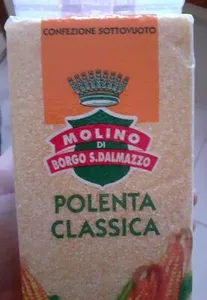 CONFEZIONE SOTTOVUOTO
MOLINO
DI
BORGO S.DALMAZZO
POLENTA
CLASSICA